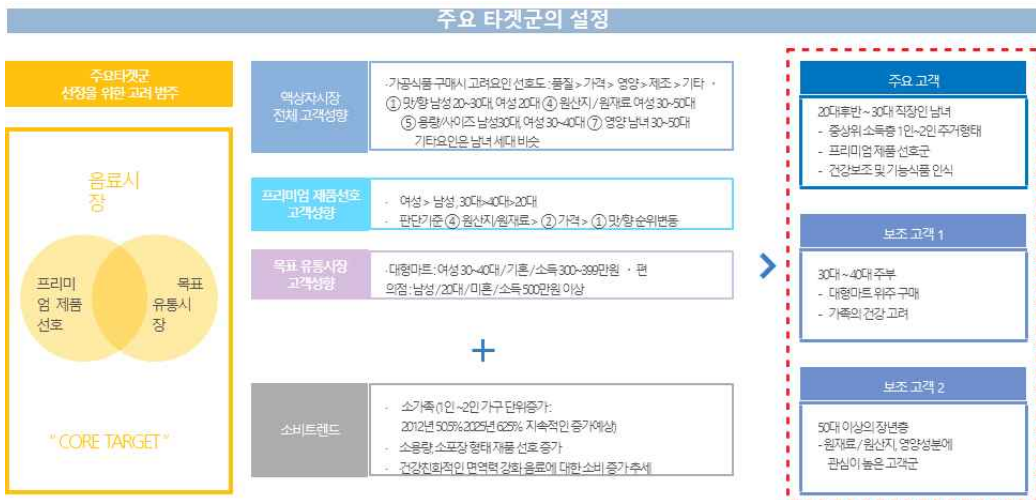 주요 타겟군의 설정
주요타겟군
선정을 위한 고려 범주
음료시
장
프리미
엄 제품
선호
목표
유통시
장
"CORE TARGET"
액상차시장
전체 고객성향
· 가공식품 구매시 고려요인 선호도 : 품질 > 가격 > 영양 > 제조 > 기타 ·
① 맛/향 남성 20~30대, 여성 20대 ④ 원산지 / 원재료 여성 30~50대
⑤ 용량/사이즈 남성30대, 여성 30~40대 ⑦ 영양 남녀 30~50대
기타요인은 남녀 세대 비슷
프리미엄 제품선호
고객성향
· 여성 > 남성, 30대>40대>20대
· 판단기준 ④ 원산지/원재료 > ② 가격 > ① 맛/향 순위변동
목표 유통시장
고객성향
· 대형마트 : 여성 30~40대 / 기혼 / 소득 300~399만원 · 편
의점 : 남성 / 20대 / 미혼 / 소득 500만원 이상
+
소비트렌드
· 소가족 (1인 ~2인 가구 단위증가 :
2012년 50.5% 2025년 62.5% 지속적인 증가예상)
· 소용량, 소포장 형태 제품 선호 증가
· 건강친화적인 면역력 강화 음료에 대한 소비 증가 추세
주요 고객
20대후반 ~ 30대 직장인 남녀
- 중상위 소득층 1인~2인 주거형태
- 프리미엄 제품 선호군
- 건강보조 및 기능식품 인식
보조 고객 1
30대 ~ 40대 주부
- 대형마트 위주 구매
- 가족의 건강 고려
보조 고객 2
50대 이상의 장년층
- 원재료 / 원산지, 영양성분에
관심이 높은 고객군